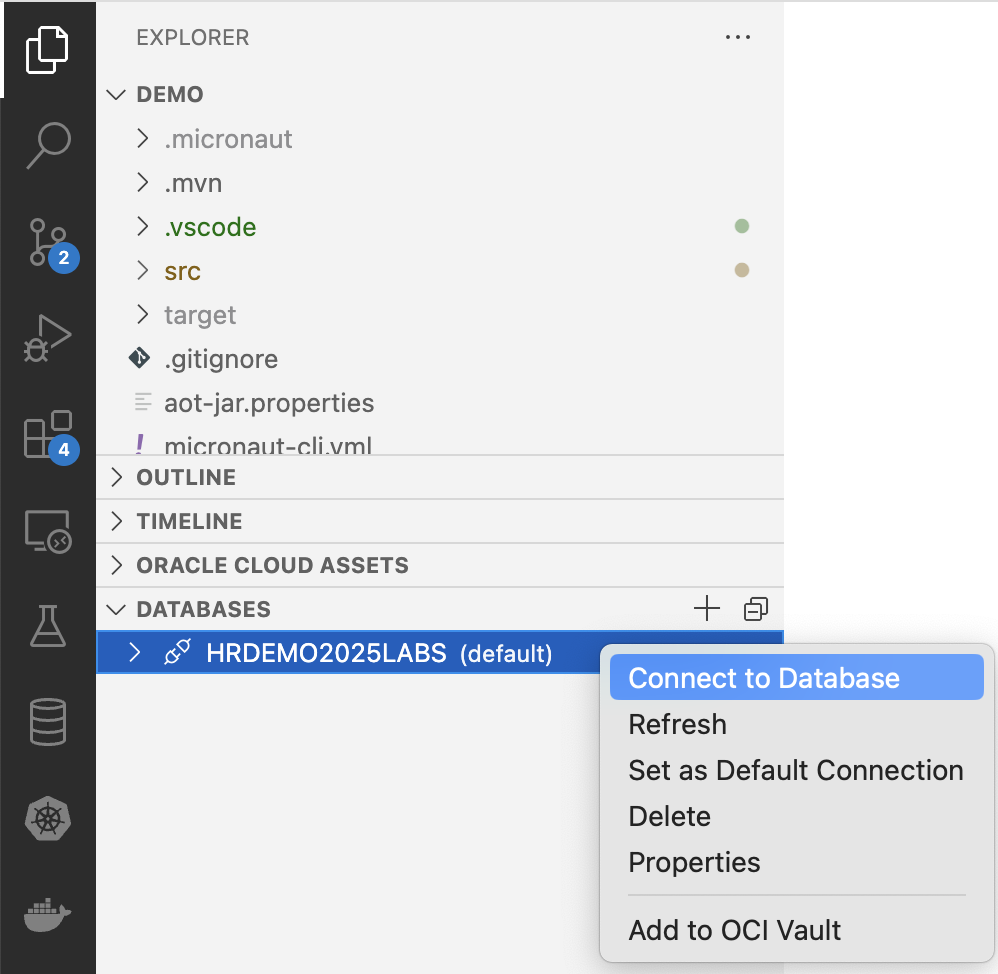 EXPLORER
DEMO
.micronaut
.mvn
.vscode
src
2
target
.gitignore
aot-jar.properties
micronaut-cli.yml
4
OUTLINE
TIMELINE
ORACLE CLOUD ASSETS
DATABASES
HRDEMO2025LABS (default)
Connect to Database
Refresh
Set as Default Connection
Delete
Properties
Add to OCI Vault